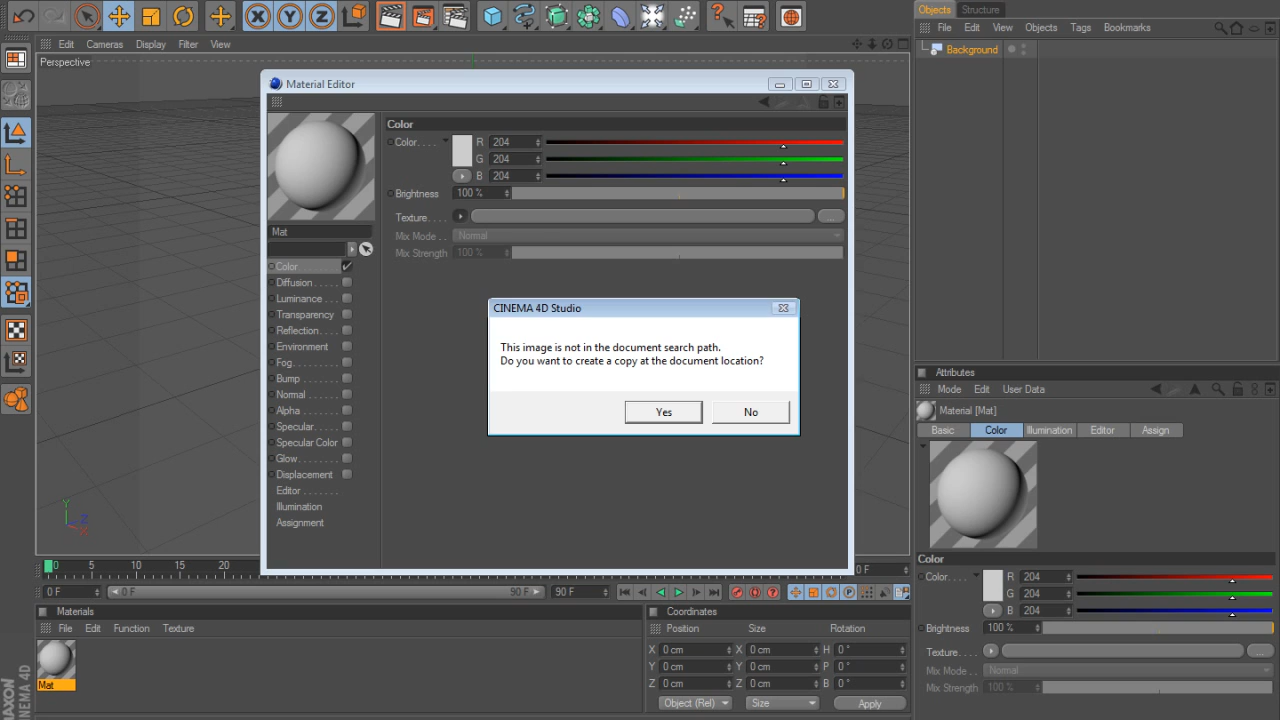 Objects Structure
File Edit View Objects Tags Bookmarks
Background
Edit Cameras Display Filter View
Perspective
Material Editor
Color
Color. . . . R 204
G 204
B 204
Brightness 100 %
Texture. . . . ...
Mix Mode . . Normal
Mix Strength 100 %
Mat
Color
Diffusion
Luminance
Transparency
Reflection
Environment
Fog
Bump
Normal
Alpha
Specular
Specular Color
Glow
Displacement
Editor
Illumination
Assignment
CINEMA 4D Studio
This image is not in the document search path.
Do you want to create a copy at the document location?
Yes No
Attributes
Mode Edit User Data
Material [Mat]
Basic Color Illumination Editor Assign
Color
Color. . . . R 204
G 204
B 204
Brightness 100 %
Texture. . . . ...
Mix Mode . . Normal
Mix Strength 100 %
0 5 10 15 20
0 F
0 F 0 F 90 F 90 F
Materials
File Edit Function Texture
Mat
Coordinates
Position Size Rotation
X 0 cm X 0 cm H 0 °
Y 0 cm Y 0 cm P 0 °
Z 0 cm Z 0 cm B 0 °
Object (Rel) Size Apply
MAXON
CINEMA 4D
X Y Z
Y
Z
X